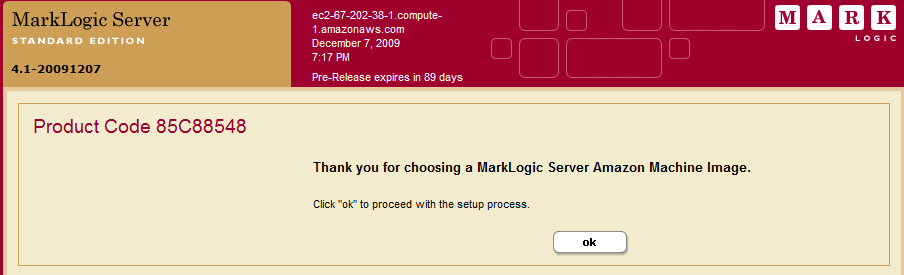 MarkLogic Server
STANDARD EDITION
4.1-20091207
ec2-67-202-38-1.compute-
1.amazonaws.com
December 7, 2009
7:17 PM
Pre-Release expires in 89 days
MARK
LOGIC
Product Code 85C88548
Thank you for choosing a MarkLogic Server Amazon Machine Image.
Click "ok" to proceed with the setup process.
ok